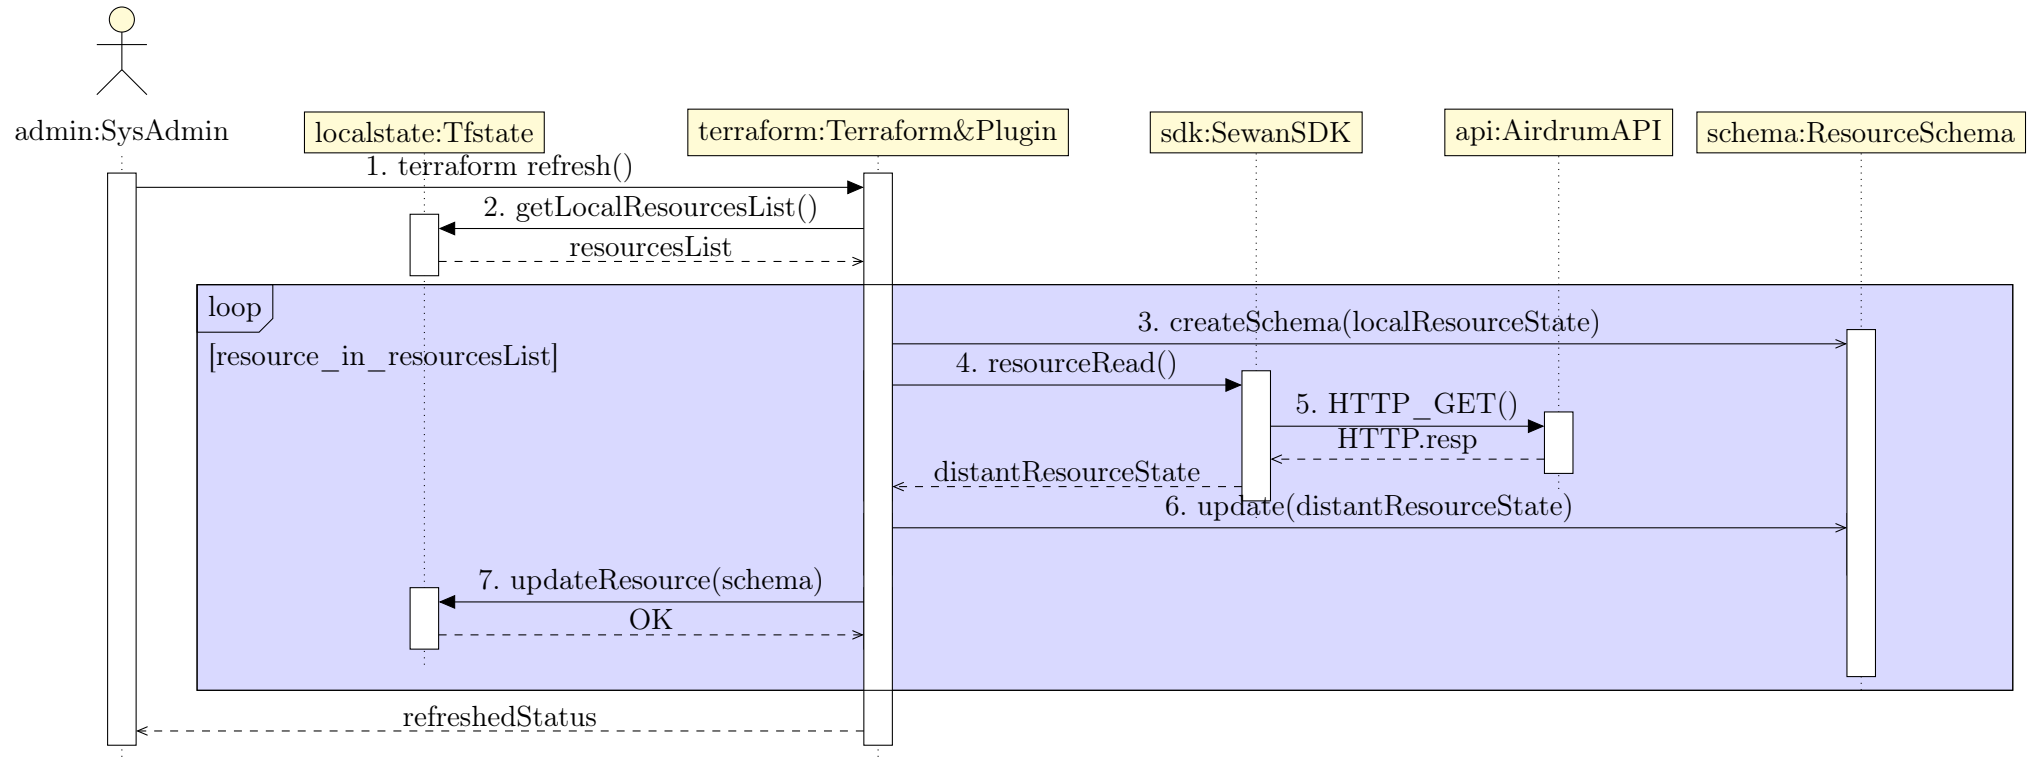 admin:SysAdmin
localstate:Tfstate
terraform:Terraform&Plugin
sdk:SewanSDK
api:AirdrumAPI
schema:ResourceSchema
1. terraform refresh()
2. getLocalResourcesList()
resourcesList
loop
[resource_in_resourcesList]
3. createSchema(localResourceState)
4. resourceRead()
5. HTTP_GET()
HTTP.resp
distantResourceState
6. update(distantResourceState)
7. updateResource(schema)
OK
refreshedStatus